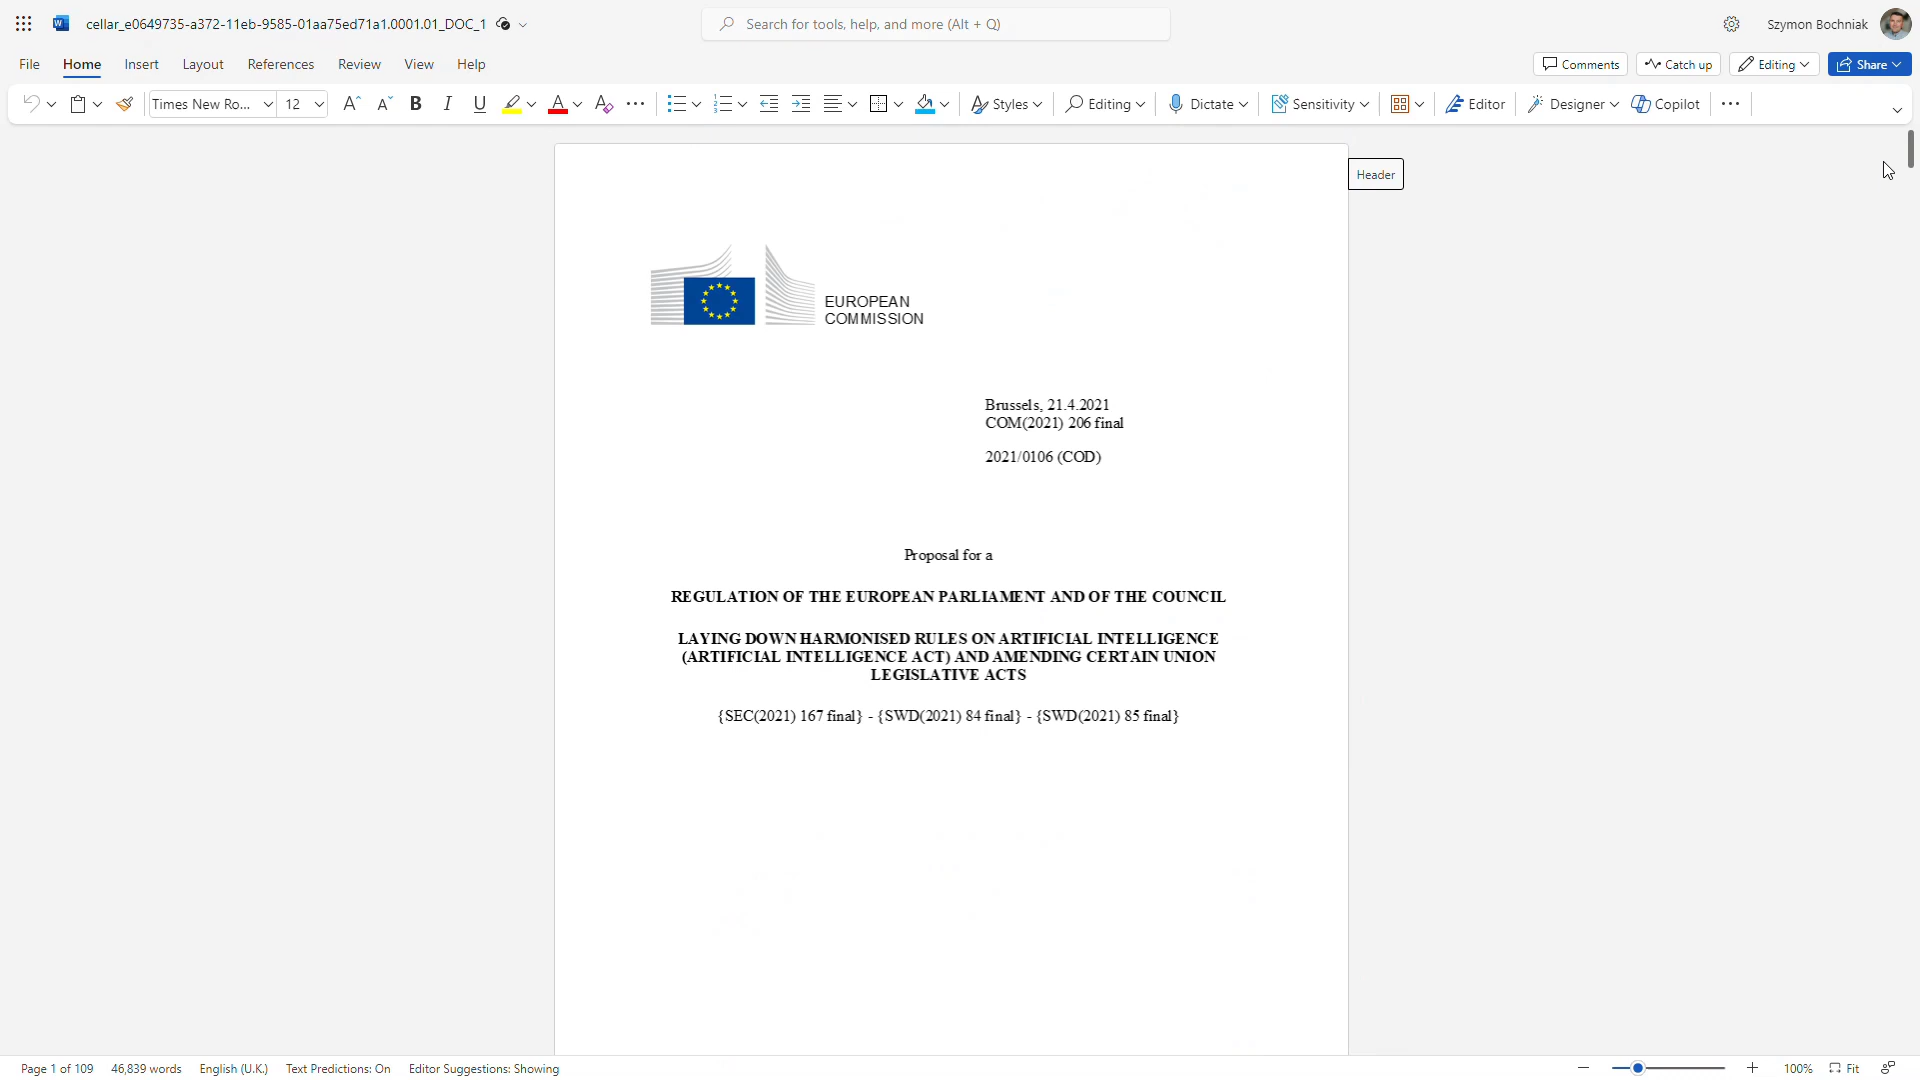 cellar_e0649735-a372-11eb-9585-01aa75ed71a1.0001.01_DOC_1
Search for tools, help, and more (Alt + Q)
Szymon Bochniak
File Home Insert Layout References Review View Help
Comments Catch up Editing Share
Times New Ro... 12 B I U Styles Editing Dictate Sensitivity Editor Designer Copilot
Header
EUROPEAN
COMMISSION
Brussels, 21.4.2021
COM(2021) 206 final
2021/0106 (COD)
Proposal for a
REGULATION OF THE EUROPEAN PARLIAMENT AND OF THE COUNCIL
LAYING DOWN HARMONISED RULES ON ARTIFICIAL INTELLIGENCE
(ARTIFICIAL INTELLIGENCE ACT) AND AMENDING CERTAIN UNION
LEGISLATIVE ACTS
{SEC(2021) 167 final} - {SWD(2021) 84 final} - {SWD(2021) 85 final}
Page 1 of 109 46,839 words English (U.K.) Text Predictions: On Editor Suggestions: Showing 100% Fit